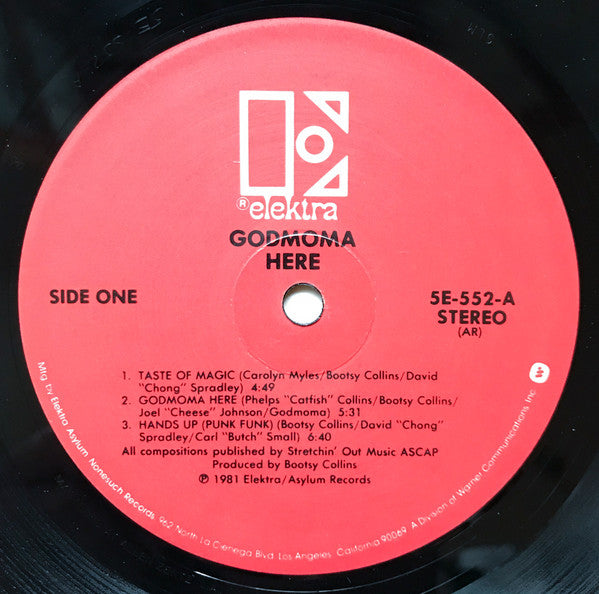 ® elektra
GODMOMA
HERE
SIDE ONE
5E-552-A
STEREO
(AR)
1. TASTE OF MAGIC (Carolyn Myles/Bootsy Collins/David
"Chong" Spradley) 4:49
2. GODMOMA HERE (Phelps "Catfish" Collins/Bootsy Collins/
Joel "Cheese" Johnson/Godmoma) 5:31
3. HANDS UP (PUNK FUNK) (Bootsy Collins/David "Chong"
Spradley/Carl "Butch" Small) 6:40
All compositions published by Stretchin' Out Music ASCAP
Produced by Bootsy Collins
℗ 1981 Elektra/Asylum Records
Mfg by Elektra Asylum Nonesuch Records. 962 North La Cienega Blvd. Los Angeles. California 90069. A Division of Warner Communications Inc.